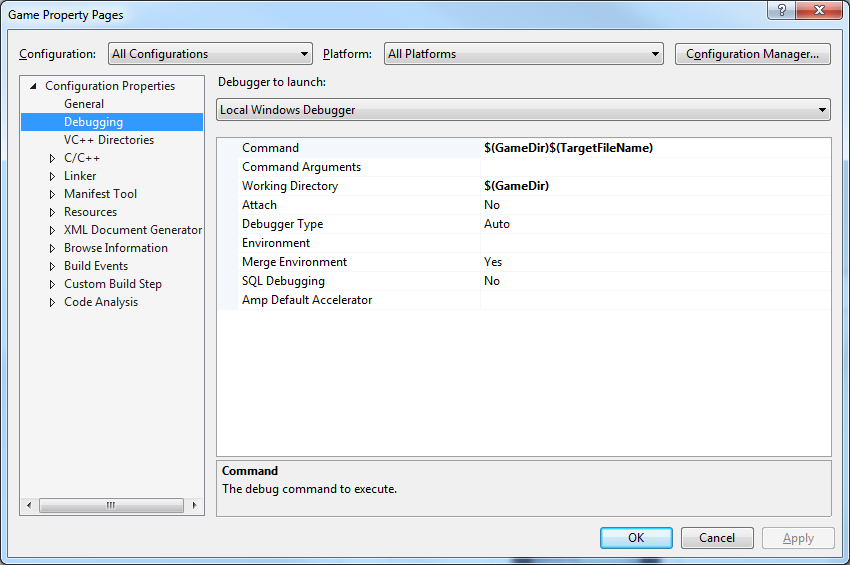 Game Property Pages
Configuration: All Configurations Platform: All Platforms Configuration Manager...
Configuration Properties
General
Debugging
VC++ Directories
C/C++
Linker
Manifest Tool
Resources
XML Document Generator
Browse Information
Build Events
Custom Build Step
Code Analysis
Debugger to launch:
Local Windows Debugger
Command $(GameDir)$(TargetFileName)
Command Arguments
Working Directory $(GameDir)
Attach No
Debugger Type Auto
Environment
Merge Environment Yes
SQL Debugging No
Amp Default Accelerator
Command
The debug command to execute.
OK Cancel Apply